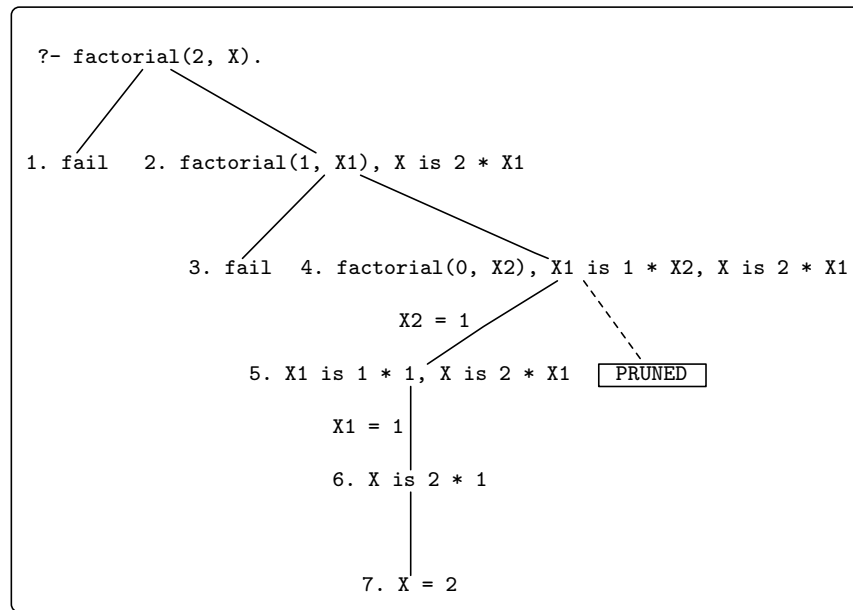 ?- factorial(2, X).
1. fail 2. factorial(1, X1), X is 2 * X1
3. fail 4. factorial(0, X2), X1 is 1 * X2, X is 2 * X1
X2 = 1
5. X1 is 1 * 1, X is 2 * X1 PRUNED
X1 = 1
6. X is 2 * 1
7. X = 2